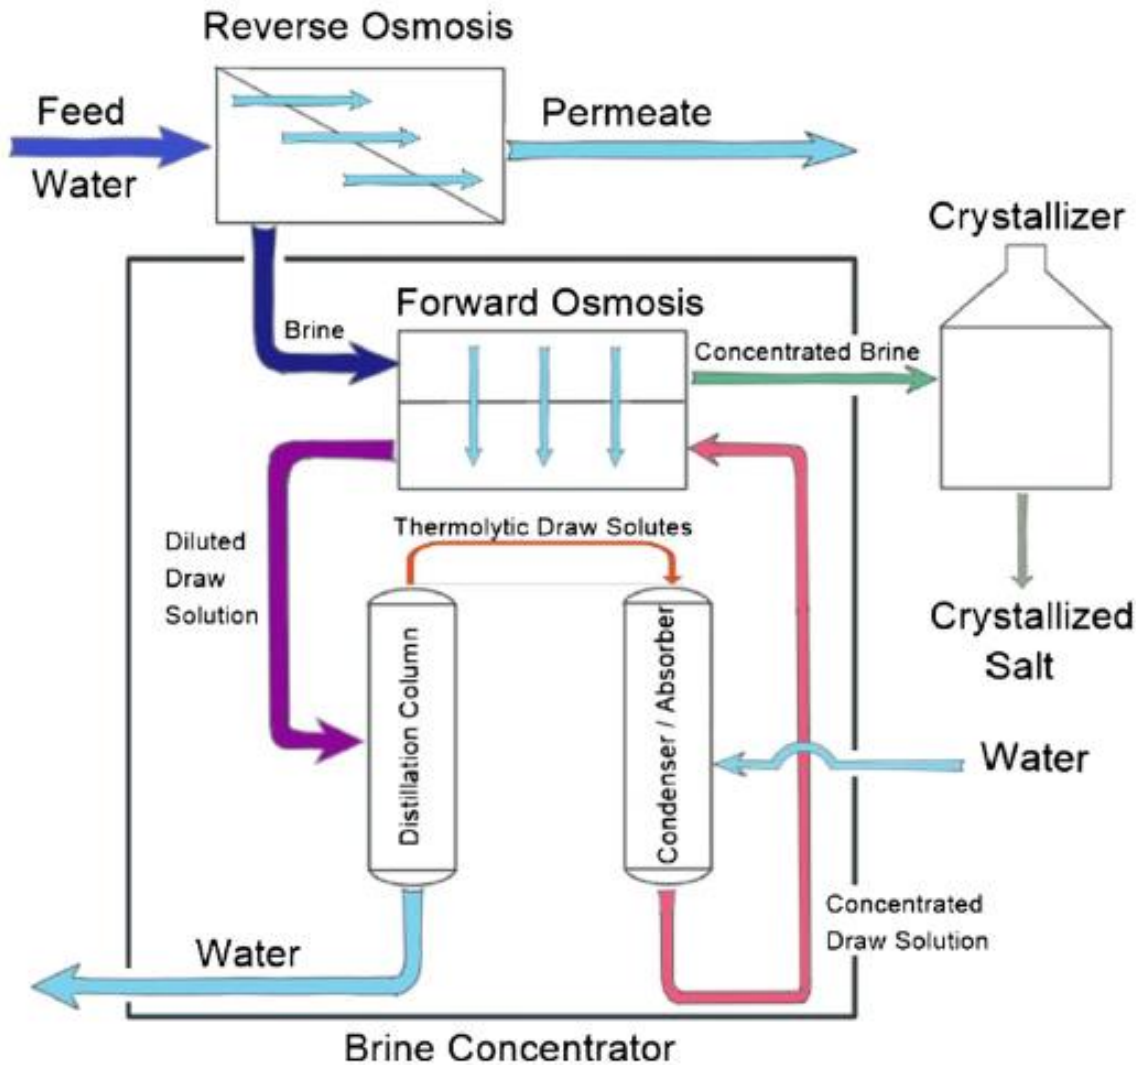 Reverse Osmosis
Feed
Water
Permeate
Crystallizer
Forward Osmosis
Brine
Concentrated Brine
Thermolytic Draw Solutes
Diluted
Draw
Solution
Distillation Column
Condenser / Absorber
Crystallized
Salt
Water
Concentrated
Draw Solution
Water
Brine Concentrator